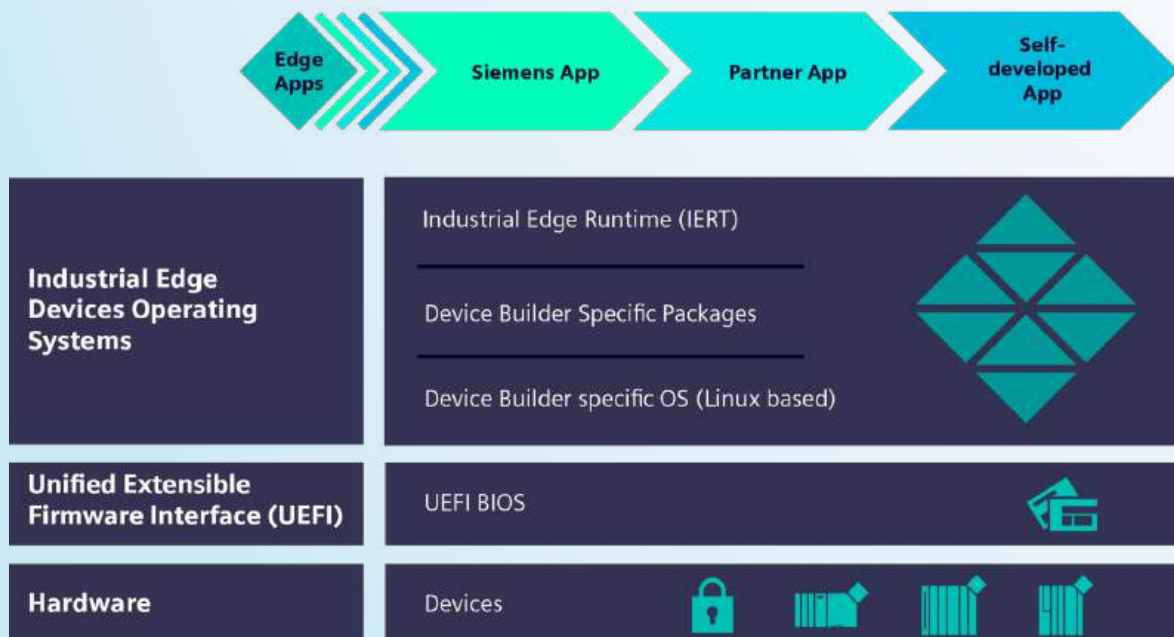 Edge
Apps
Siemens App
Partner App
Self-
developed
App
Industrial Edge
Devices Operating
Systems
Industrial Edge Runtime (IERT)
Device Builder Specific Packages
Device Builder specific OS (Linux based)
Unified Extensible
Firmware Interface (UEFI)
UEFI BIOS
Hardware
Devices